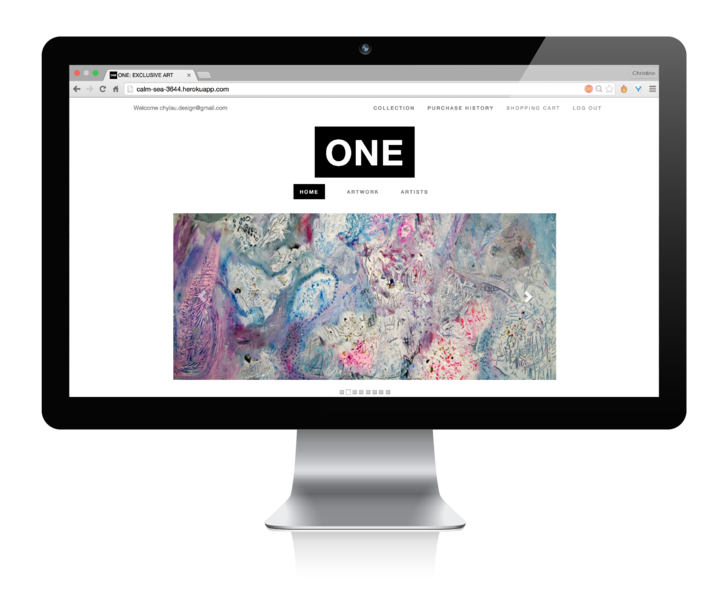 ONE: EXCLUSIVE ART
Christine
calm-sea-3644.herokuapp.com
Welcome chylau.design@gmail.com
COLLECTION PURCHASE HISTORY SHOPPING CART LOG OUT
ONE
HOME ARTWORK ARTISTS